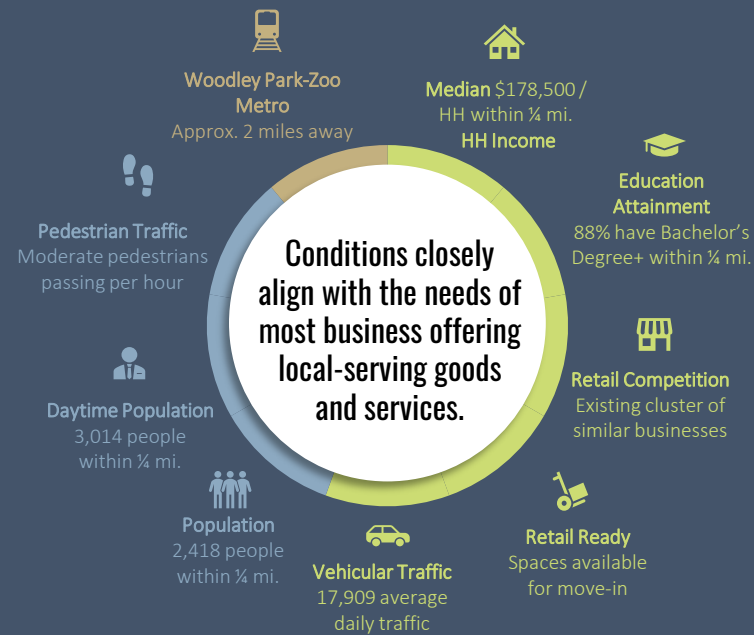 Woodley Park-Zoo
Metro
Approx. 2 miles away
Median $178,500 /
HH within ¼ mi.
HH Income
Education
Attainment
88% have Bachelor's
Degree+ within ¼ mi.
Retail Competition
Existing cluster of
similar businesses
Retail Ready
Spaces available
for move-in
Vehicular Traffic
17,909 average
daily traffic
Population
2,418 people
within ¼ mi.
Daytime Population
3,014 people
within ¼ mi.
Pedestrian Traffic
Moderate pedestrians
passing per hour
Conditions closely
align with the needs of
most business offering
local-serving goods
and services.